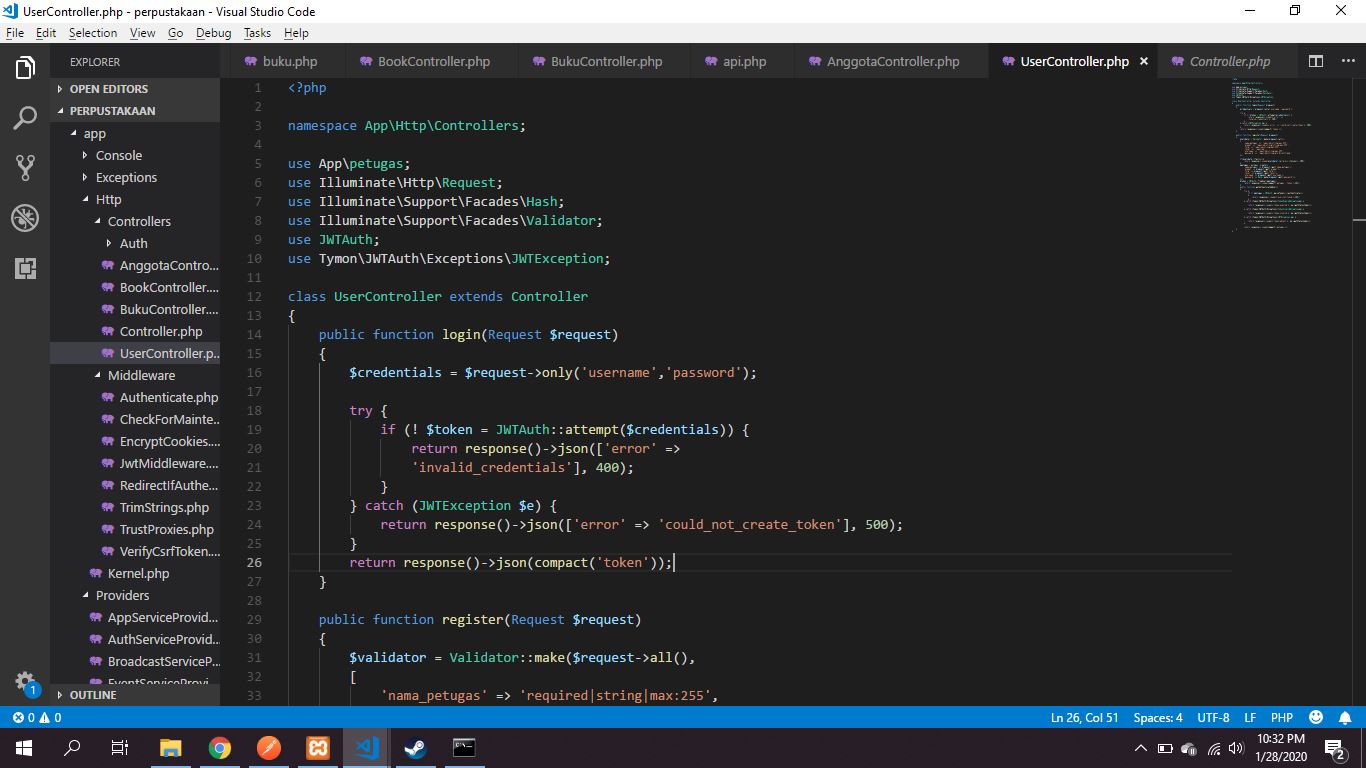 UserController.php - perpustakaan - Visual Studio Code
File Edit Selection View Go Debug Tasks Help
EXPLORER
OPEN EDITORS
PERPUSTAKAAN
app
Console
Exceptions
Http
Controllers
Auth
AnggotaContro...
BookController....
BukuController....
Controller.php
UserController.p...
Middleware
Authenticate.php
CheckForMainte...
EncryptCookies....
JwtMiddleware....
RedirectIfAuthe...
TrimStrings.php
TrustProxies.php
VerifyCsrfToken....
Kernel.php
Providers
AppServiceProvid...
AuthServiceProvid...
BroadcastServiceP...
EventServiceProvi...
OUTLINE
buku.php BookController.php BukuController.php api.php AnggotaController.php UserController.php Controller.php
1 <?php
2
3 namespace App\Http\Controllers;
4
5 use App\petugas;
6 use Illuminate\Http\Request;
7 use Illuminate\Support\Facades\Hash;
8 use Illuminate\Support\Facades\Validator;
9 use JWTAuth;
10 use Tymon\JWTAuth\Exceptions\JWTException;
11
12 class UserController extends Controller
13 {
14 public function login(Request $request)
15 {
16 $credentials = $request->only('username','password');
17
18 try {
19 if (! $token = JWTAuth::attempt($credentials)) {
20 return response()->json(['error' =>
21 'invalid_credentials'], 400);
22 }
23 } catch (JWTException $e) {
24 return response()->json(['error' => 'could_not_create_token'], 500);
25 }
26 return response()->json(compact('token'));
27 }
28
29 public function register(Request $request)
30 {
31 $validator = Validator::make($request->all(),
32 [
33 'nama_petugas' => 'required|string|max:255',
1
0 0 Ln 26, Col 51 Spaces: 4 UTF-8 LF PHP
10:32 PM
1/28/2020
2